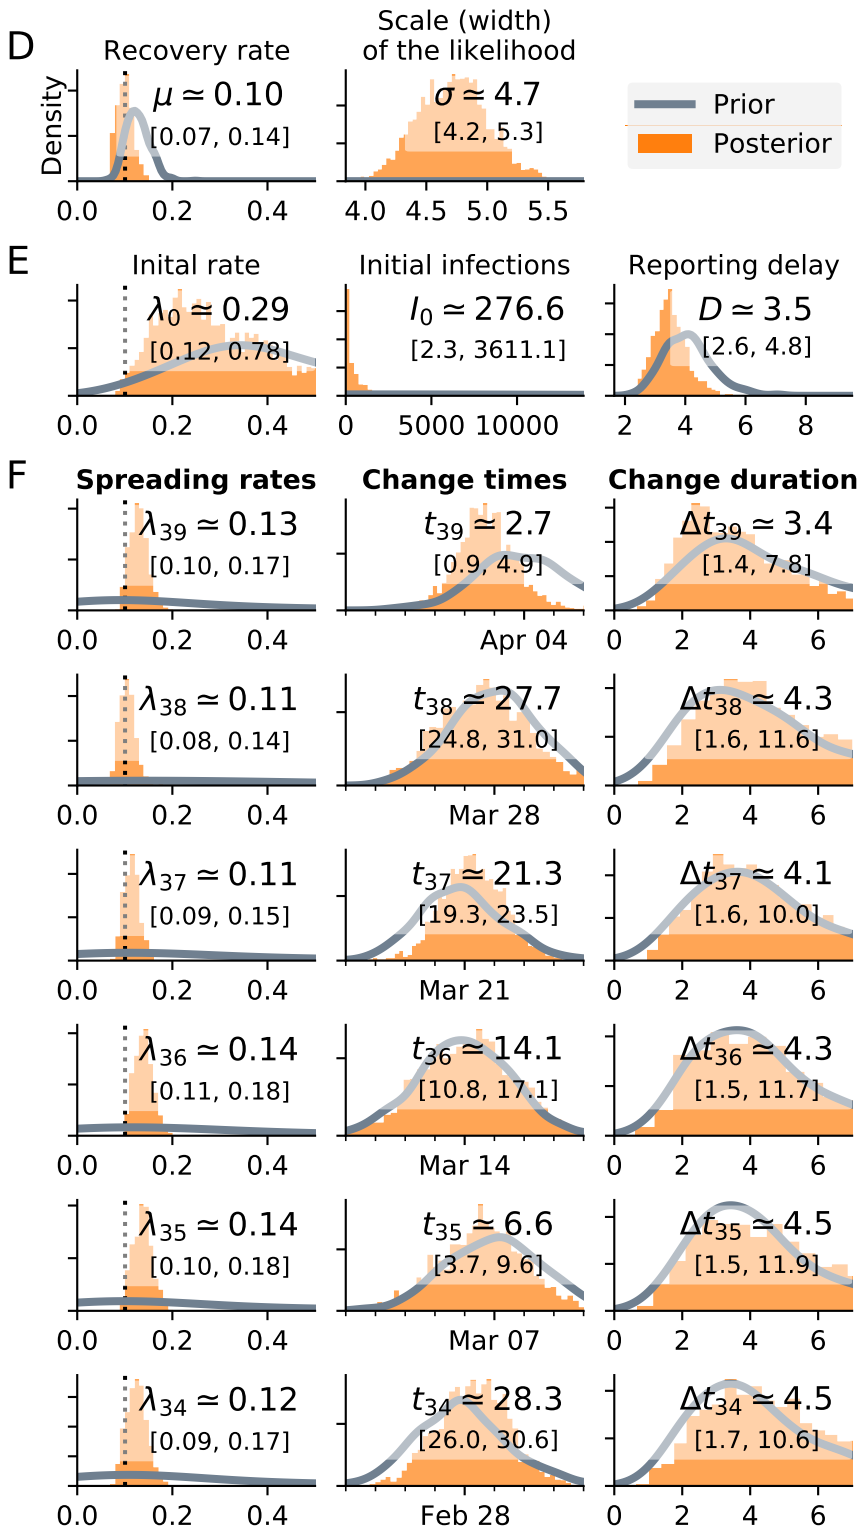 D
Recovery rate
Scale (width)
of the likelihood
Density
μ ≃ 0.10
[0.07, 0.14]
0.0 0.2 0.4
σ ≃ 4.7
[4.2, 5.3]
4.0 4.5 5.0 5.5
Prior
Posterior
E
Inital rate
λ0 ≃ 0.29
[0.12, 0.78]
0.0 0.2 0.4
Initial infections
I0 ≃ 276.6
[2.3, 3611.1]
0 5000 10000
Reporting delay
D ≃ 3.5
[2.6, 4.8]
2 4 6 8
F
Spreading rates Change times Change duration
λ39 ≃ 0.13
[0.10, 0.17]
0.0 0.2 0.4
t39 ≃ 2.7
[0.9, 4.9]
Apr 04
Δt39 ≃ 3.4
[1.4, 7.8]
0 2 4 6
λ38 ≃ 0.11
[0.08, 0.14]
0.0 0.2 0.4
t38 ≃ 27.7
[24.8, 31.0]
Mar 28
Δt38 ≃ 4.3
[1.6, 11.6]
0 2 4 6
λ37 ≃ 0.11
[0.09, 0.15]
0.0 0.2 0.4
t37 ≃ 21.3
[19.3, 23.5]
Mar 21
Δt37 ≃ 4.1
[1.6, 10.0]
0 2 4 6
λ36 ≃ 0.14
[0.11, 0.18]
0.0 0.2 0.4
t36 ≃ 14.1
[10.8, 17.1]
Mar 14
Δt36 ≃ 4.3
[1.5, 11.7]
0 2 4 6
λ35 ≃ 0.14
[0.10, 0.18]
0.0 0.2 0.4
t35 ≃ 6.6
[3.7, 9.6]
Mar 07
Δt35 ≃ 4.5
[1.5, 11.9]
0 2 4 6
λ34 ≃ 0.12
[0.09, 0.17]
0.0 0.2 0.4
t34 ≃ 28.3
[26.0, 30.6]
Feb 28
Δt34 ≃ 4.5
[1.7, 10.6]
0 2 4 6